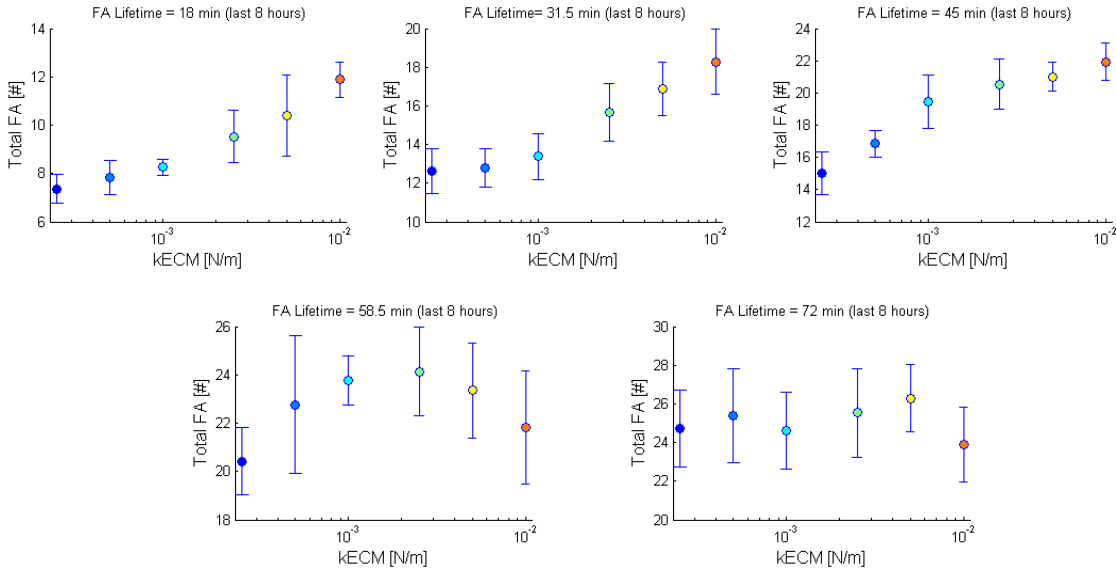 FA Lifetime = 18 min (last 8 hours)
14
12
10
8
6
Total FA [#]
10-3
10-2
kECM [N/m]
FA Lifetime= 31.5 min (last 8 hours)
20
18
16
14
12
10
Total FA [#]
10-3
10-2
kECM [N/m]
FA Lifetime = 45 min (last 8 hours)
24
22
20
18
16
14
12
Total FA [#]
10-3
10-2
kECM [N/m]
FA Lifetime = 58.5 min (last 8 hours)
26
24
22
20
18
Total FA [#]
10-3
10-2
kECM [N/m]
FA Lifetime = 72 min (last 8 hours)
30
28
26
24
22
20
Total FA [#]
10-3
10-2
kECM [N/m]